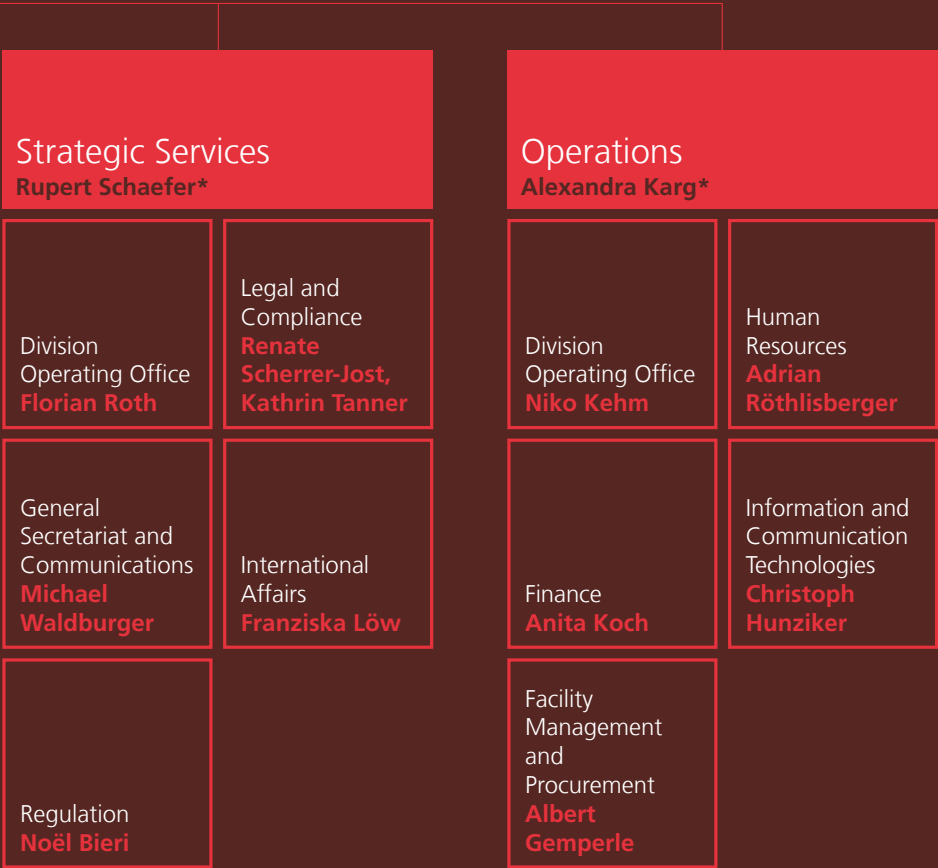 Strategic Services
Rupert Schaefer*
Division
Operating Office
Florian Roth
Legal and
Compliance
Renate
Scherrer-Jost,
Kathrin Tanner
General
Secretariat and
Communications
Michael
Waldburger
International
Affairs
Franziska Löw
Regulation
Noël Bieri
Operations
Alexandra Karg*
Division
Operating Office
Niko Kehm
Human
Resources
Adrian
Röthlisberger
Finance
Anita Koch
Information and
Communication
Technologies
Christoph
Hunziker
Facility
Management
and
Procurement
Albert
Gemperle